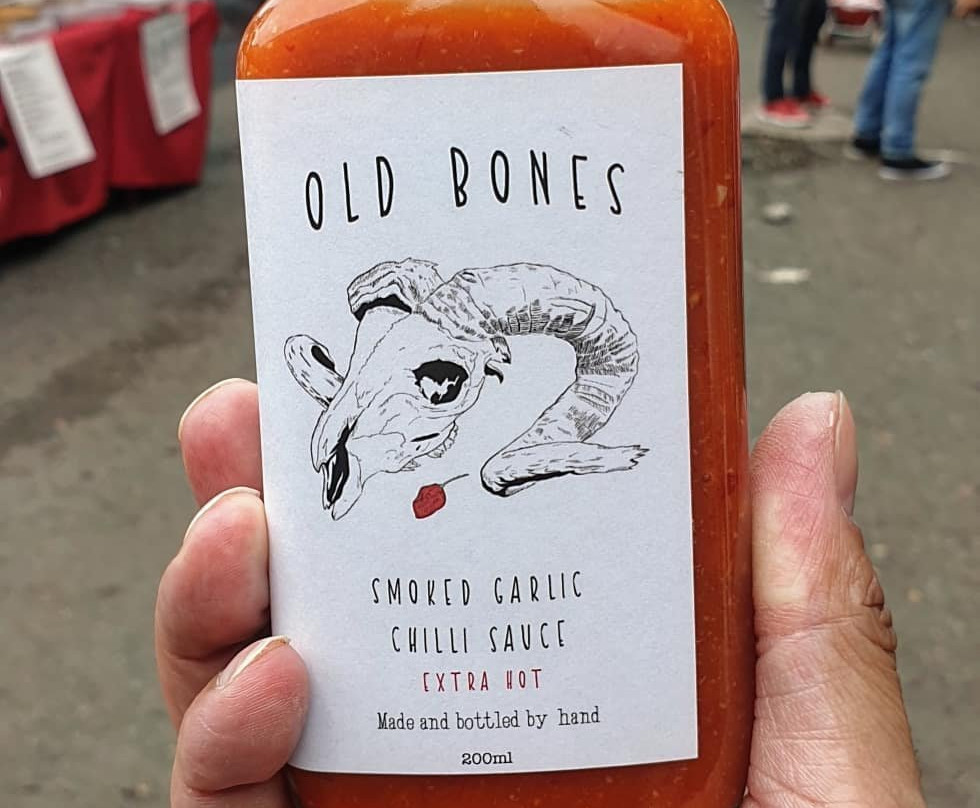 OLD BONES
SMOKED GARLIC
CHILLI SAUCE
EXTRA HOT
Made and bottled by hand
200ml